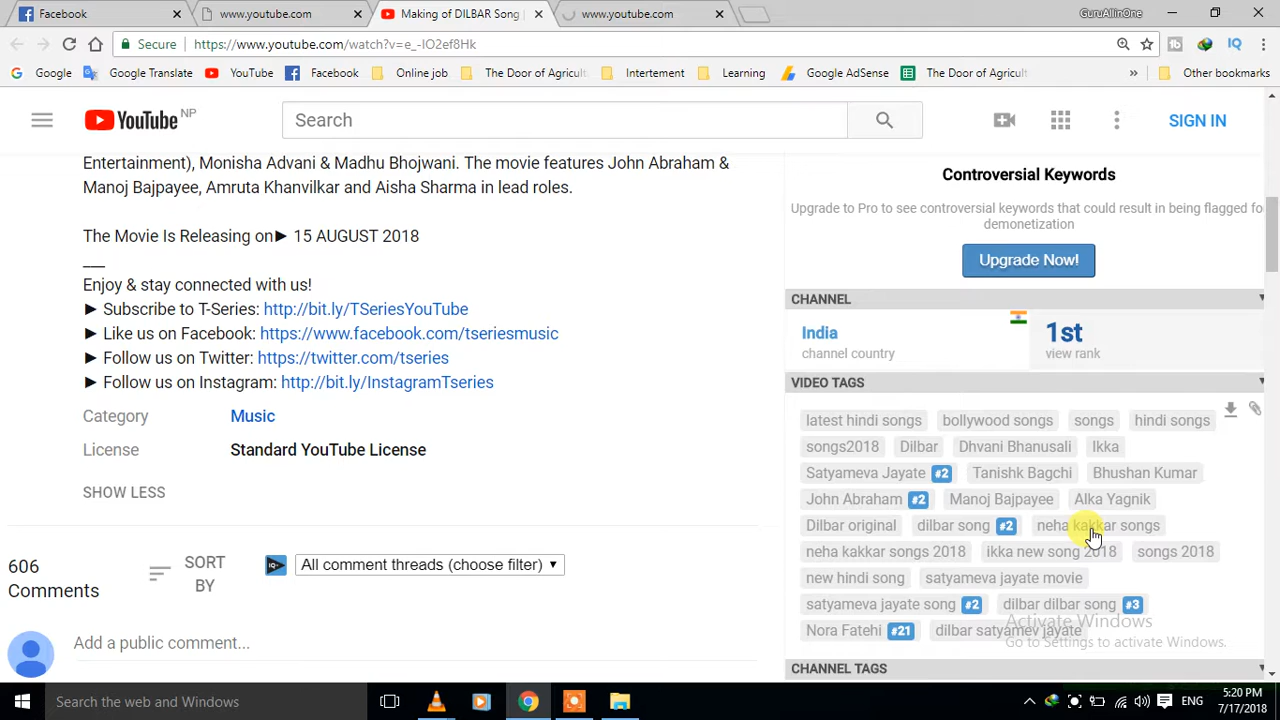 Facebook
www.youtube.com
Making of DILBAR Song
www.youtube.com
GuruAllinOne
Secure
https://www.youtube.com/watch?v=e_-IO2ef8Hk
Google
Google Translate
YouTube
Facebook
Online job
The Door of Agricult
Intertement
Learning
Google AdSense
The Door of Agricult
»
Other bookmarks
YouTube NP
Search
SIGN IN
Entertainment), Monisha Advani & Madhu Bhojwani. The movie features John Abraham &
Manoj Bajpayee, Amruta Khanvilkar and Aisha Sharma in lead roles.
The Movie Is Releasing on► 15 AUGUST 2018
___
Enjoy & stay connected with us!
► Subscribe to T-Series: http://bit.ly/TSeriesYouTube
► Like us on Facebook: https://www.facebook.com/tseriesmusic
► Follow us on Twitter: https://twitter.com/tseries
► Follow us on Instagram: http://bit.ly/InstagramTseries
Category Music
License Standard YouTube License
SHOW LESS
606
Comments
SORT
BY
IQ
All comment threads (choose filter)
Add a public comment...
Controversial Keywords
Upgrade to Pro to see controversial keywords that could result in being flagged fo
demonetization
Upgrade Now!
CHANNEL
India
channel country
1st
view rank
VIDEO TAGS
latest hindi songs bollywood songs songs hindi songs
songs2018 Dilbar Dhvani Bhanusali Ikka
Satyameva Jayate #2 Tanishk Bagchi Bhushan Kumar
John Abraham #2 Manoj Bajpayee Alka Yagnik
Dilbar original dilbar song #2 neha kakkar songs
neha kakkar songs 2018 ikka new song 2018 songs 2018
new hindi song satyameva jayate movie
satyameva jayate song #2 dilbar dilbar song #3
Nora Fatehi #21 dilbar satyamev jayate
Activate Windows
Go to Settings to activate Windows.
CHANNEL TAGS
Search the web and Windows
ENG
5:20 PM
7/17/2018